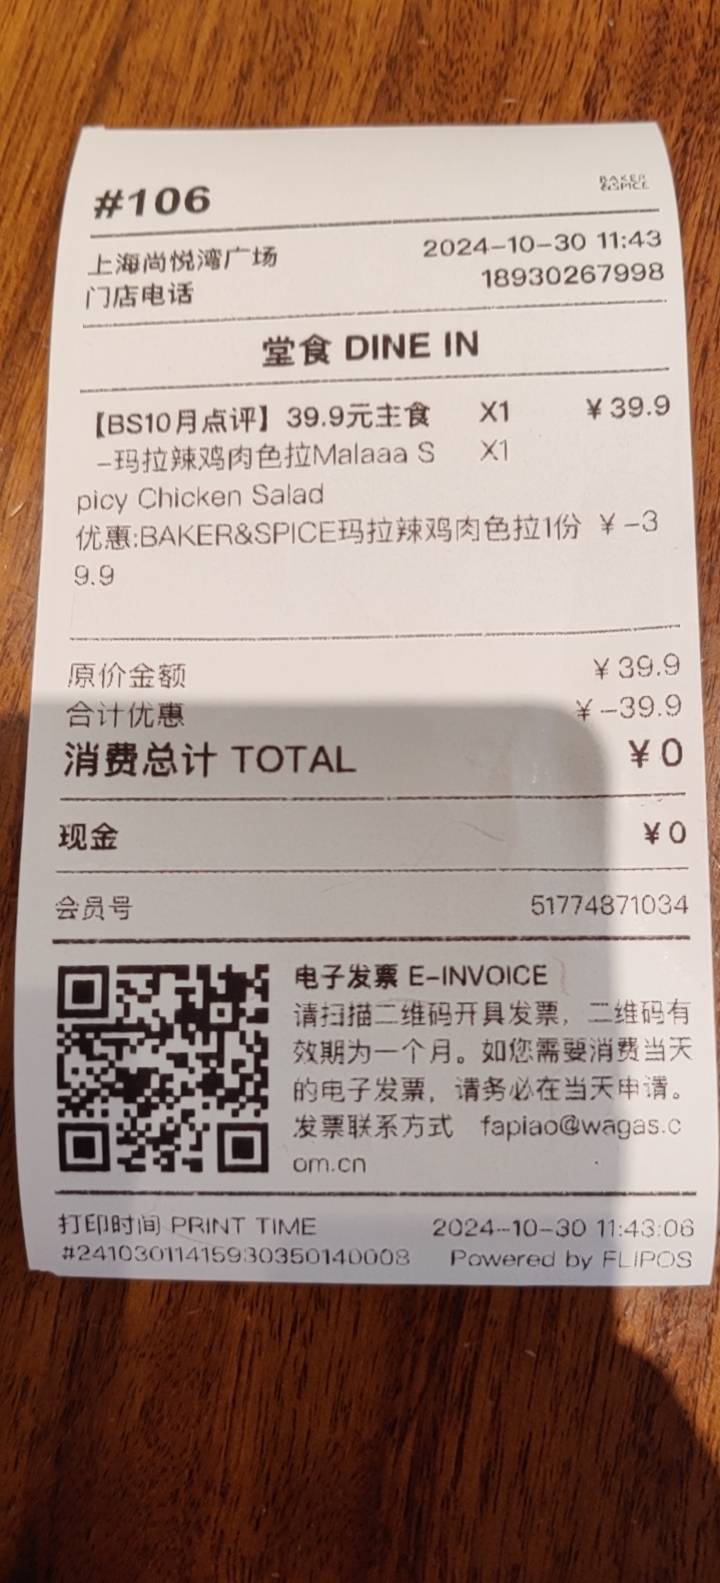 #106
BAKER
&SPICE
上海尚悦湾广场 2024-10-30 11:43
门店电话 18930267998
堂食 DINE IN
【BS10月点评】39.9元主食 X1 ¥39.9
-玛拉辣鸡肉色拉Malaaa S X1
picy Chicken Salad
优惠:BAKER&SPICE玛拉辣鸡肉色拉1份 ¥-3
9.9
原价金额 ¥39.9
合计优惠 ¥-39.9
消费总计 TOTAL ¥0
现金 ¥0
会员号 51774871034
电子发票 E-INVOICE
请扫描二维码开具发票，二维码有
效期为一个月。如您需要消费当天
的电子发票，请务必在当天申请。
发票联系方式 fapiao@wagas.c
om.cn
打印时间 PRINT TIME 2024-10-30 11:43:06
#241030114159300350140008 Powered by FLIPOS